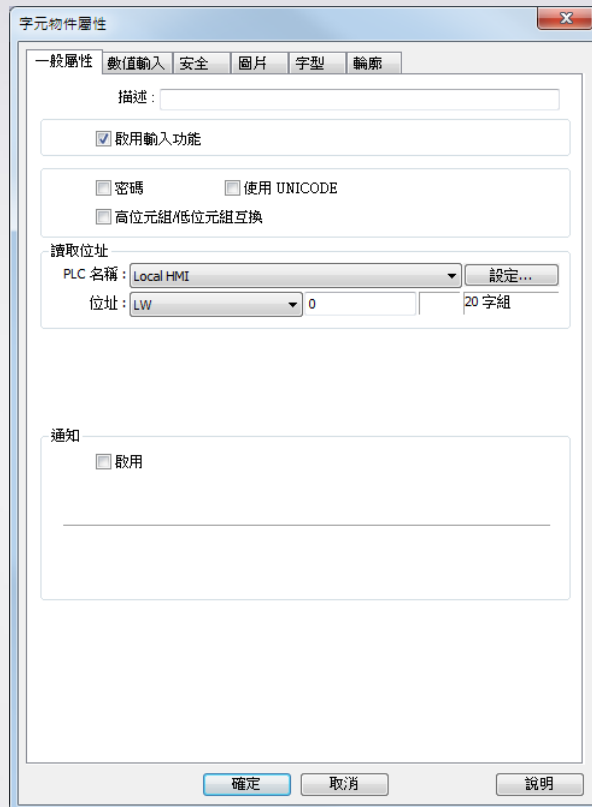 字元物件屬性
一般屬性 數值輸入 安全 圖片 字型 輪廓
描述 :
啟用輸入功能
密碼 使用 UNICODE
高位元組/低位元組互換
讀取位址
PLC 名稱 : Local HMI 設定...
位址 : LW 0 20 字組
通知
啟用
確定 取消 說明